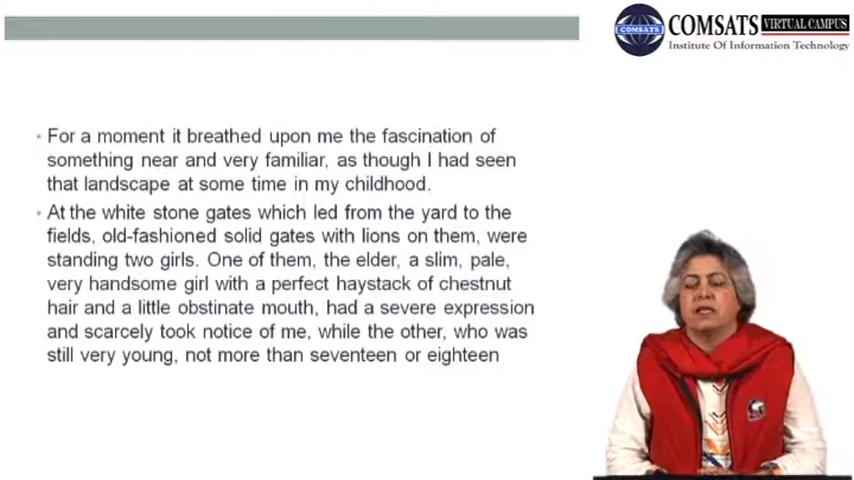 COMSATS VIRTUAL CAMPUS
Institute Of Information Technology
COMSATS
For a moment it breathed upon me the fascination of
something near and very familiar, as though I had seen
that landscape at some time in my childhood.
At the white stone gates which led from the yard to the
fields, old-fashioned solid gates with lions on them, were
standing two girls. One of them, the elder, a slim, pale,
very handsome girl with a perfect haystack of chestnut
hair and a little obstinate mouth, had a severe expression
and scarcely took notice of me, while the other, who was
still very young, not more than seventeen or eighteen